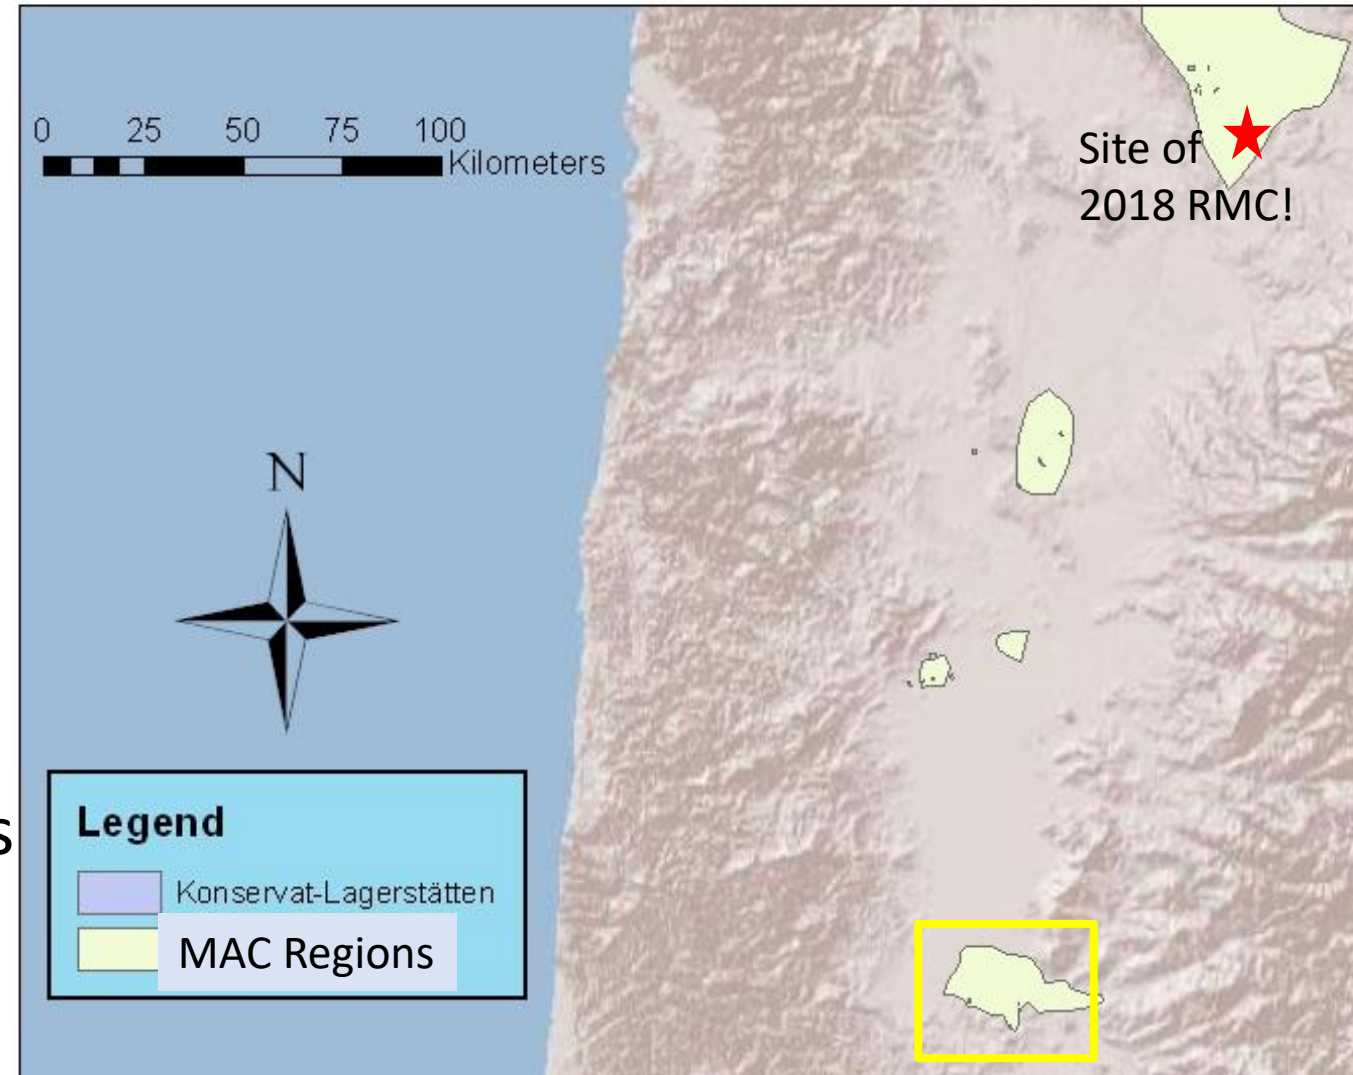 0 25 50 75 100
Kilometers
Site of
2018 RMC!
N
s
Legend
Konservat-Lagerstätten
MAC Regions